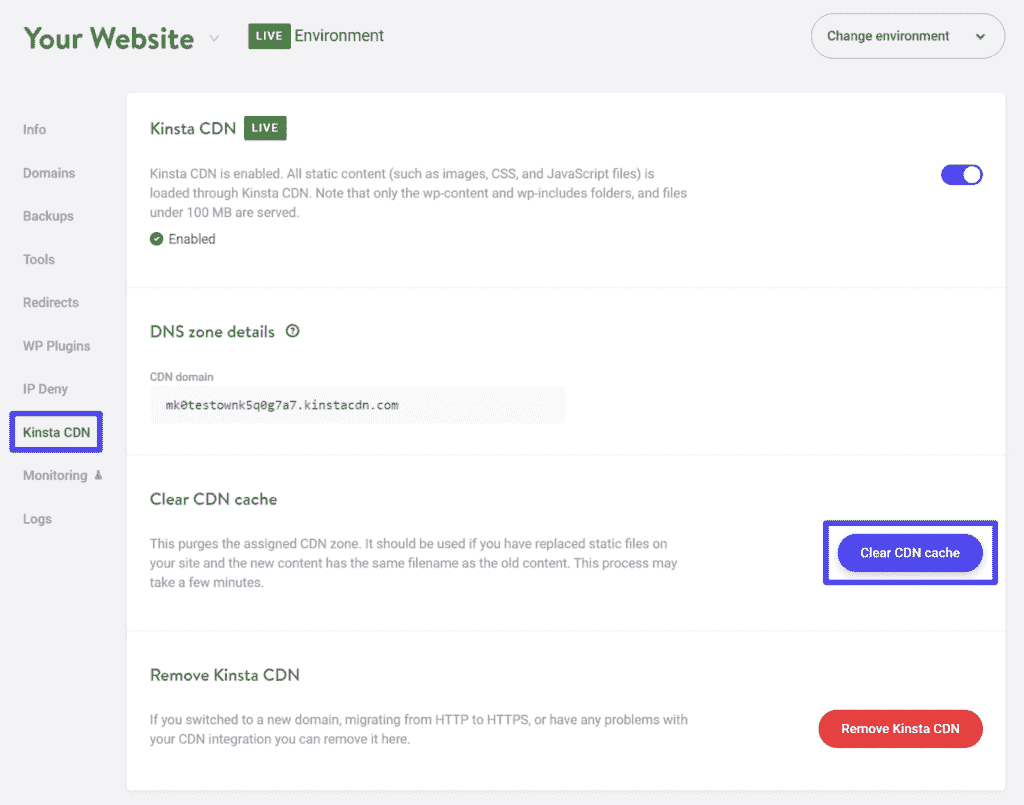 Your Website
LIVE Environment
Change environment
Info
Domains
Backups
Tools
Redirects
WP Plugins
IP Deny
Kinsta CDN
Monitoring
Logs
Kinsta CDN LIVE
Kinsta CDN is enabled. All static content (such as images, CSS, and JavaScript files) is
loaded through Kinsta CDN. Note that only the wp-content and wp-includes folders, and files
under 100 MB are served.
Enabled
DNS zone details ?
CDN domain
mk0testownk5q0g7a7.kinstacdn.com
Clear CDN cache
This purges the assigned CDN zone. It should be used if you have replaced static files on
your site and the new content has the same filename as the old content. This process may
take a few minutes.
Clear CDN cache
Remove Kinsta CDN
If you switched to a new domain, migrating from HTTP to HTTPS, or have any problems with
your CDN integration you can remove it here.
Remove Kinsta CDN